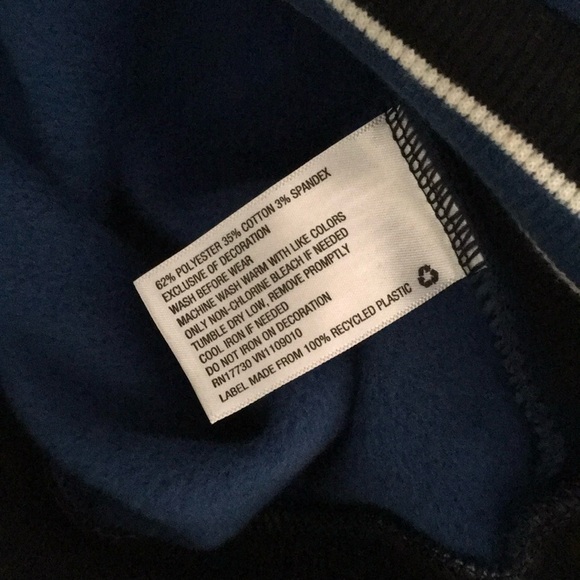 62% POLYESTER 35% COTTON 3% SPANDEX
EXCLUSIVE OF DECORATION
WASH BEFORE WEAR
MACHINE WASH WARM WITH LIKE COLORS
ONLY NON-CHLORINE BLEACH IF NEEDED
TUMBLE DRY LOW, REMOVE PROMPTLY
COOL IRON IF NEEDED
DO NOT IRON ON DECORATION
RN17730 VN1109010
LABEL MADE FROM 100% RECYCLED PLASTIC